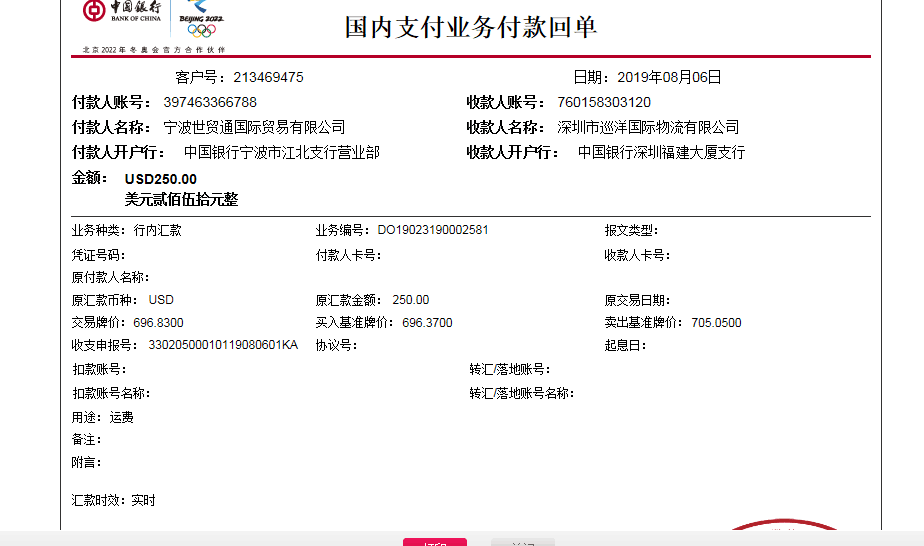 中国银行
BANK OF CHINA
BEIJING 2022
北京2022年冬奥会官方合作伙伴
国内支付业务付款回单
客户号：213469475 日期：2019年08月06日
付款人账号： 397463366788 收款人账号： 760158303120
付款人名称： 宁波世贸通国际贸易有限公司 收款人名称： 深圳市巡洋国际物流有限公司
付款人开户行： 中国银行宁波市江北支行营业部 收款人开户行： 中国银行深圳福建大厦支行
金额： USD250.00
美元贰佰伍拾元整
业务种类：行内汇款 业务编号：DO19023190002581 报文类型：
凭证号码： 付款人卡号： 收款人卡号：
原付款人名称：
原汇款币种： USD 原汇款金额： 250.00 原交易日期：
交易牌价：696.8300 买入基准牌价： 696.3700 卖出基准牌价：705.0500
收支申报号： 33020500010119080601KA 协议号： 起息日：
扣款账号： 转汇/落地账号：
扣款账号名称： 转汇/落地账号名称：
用途：运费
备注：
附言：
汇款时效：实时